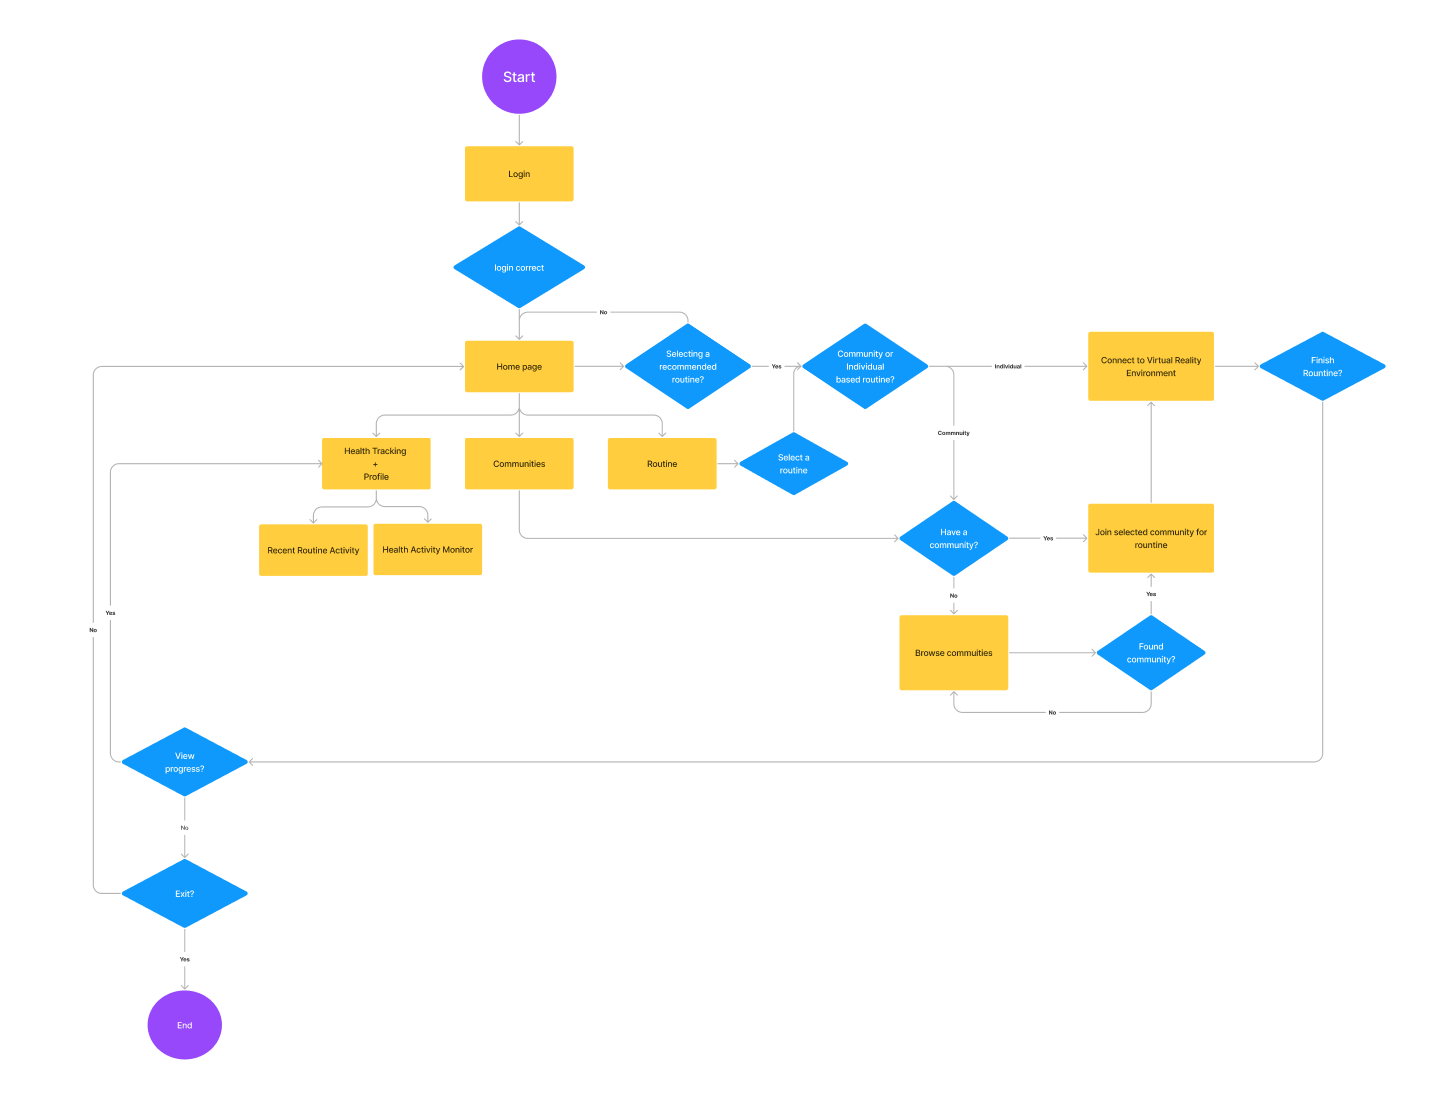 Start
Login
login correct
No
Home page
Selecting a
recommended
routine?
Yes
Community or
Individual
based routine?
Individual
Connect to Virtual Reality
Environment
Finish
Rountine?
Commnuity
Health Tracking
+
Profile
Communities
Routine
Select a
routine
Recent Routine Activity
Health Activity Monitor
Have a
community?
Yes
Join selected community for
rountine
No
Yes
Browse commuities
Found
community?
No
Yes
No
View
progress?
No
Exit?
Yes
End